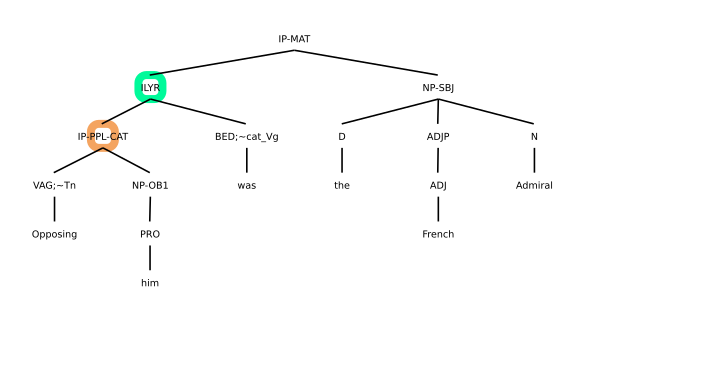 IP-MAT
ILYR NP-SBJ
IP-PPL-CAT BED;~cat_Vg D ADJP N
VAG;~Tn NP-OB1 was the ADJ Admiral
Opposing PRO French
him